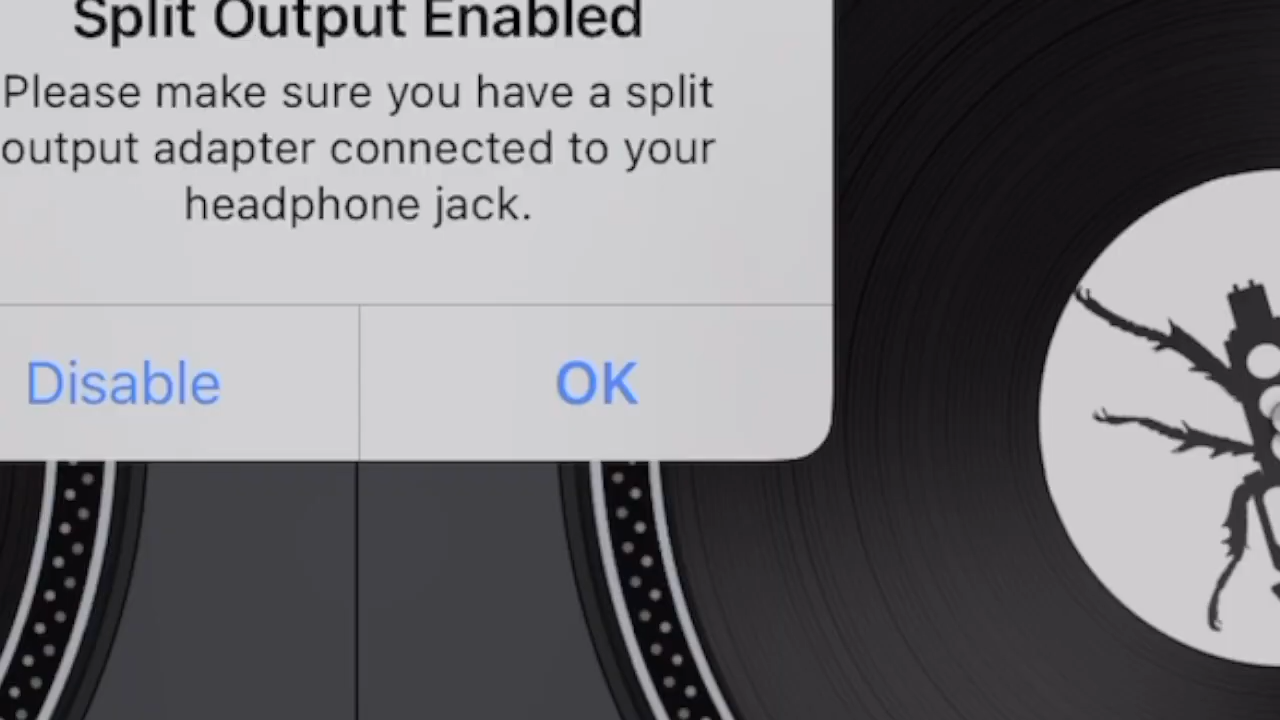 Split Output Enabled
Please make sure you have a split
output adapter connected to your
headphone jack.
Disable
OK